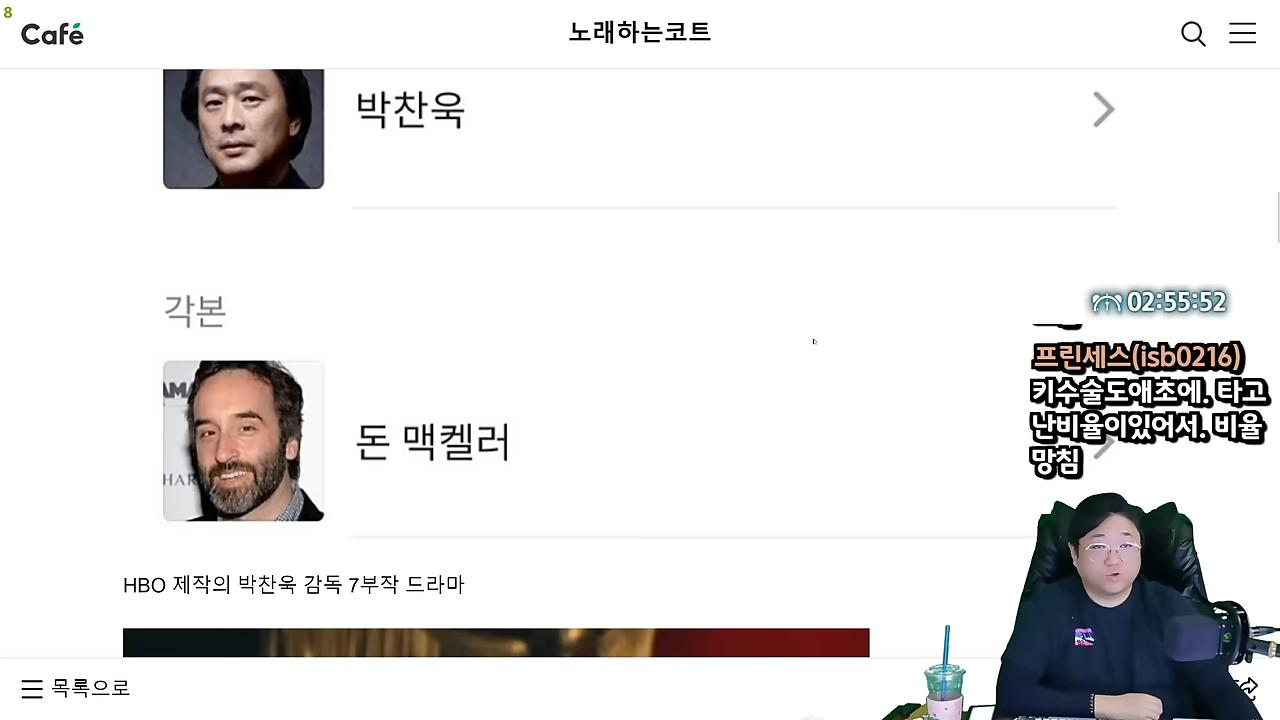 8
Café
노래하는코트
박찬욱
각본
02:55:52
프린세스(isb0216)
키수술도애초에. 타고
난비율이있어서. 비율
망침
돈 맥켈러
HBO 제작의 박찬욱 감독 7부작 드라마
목록으로